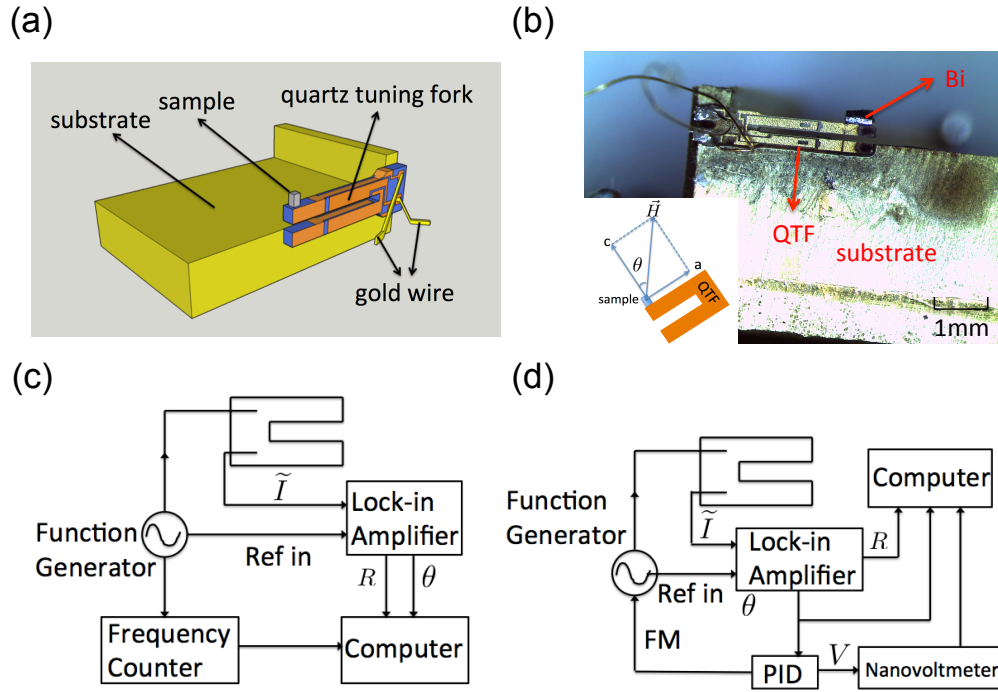 (a)
substrate
sample
quartz tuning fork
gold wire
(b)
Bi
QTF
substrate
1mm
H
c
a
θ
sample
QTF
(c)
Ĩ
Lock-in
Amplifier
Function
Generator
Ref in
R
θ
Frequency
Counter
Computer
(d)
Computer
Function
Generator
Ĩ
Lock-in
Amplifier
R
Ref in
θ
FM
PID
V
Nanovoltmeter